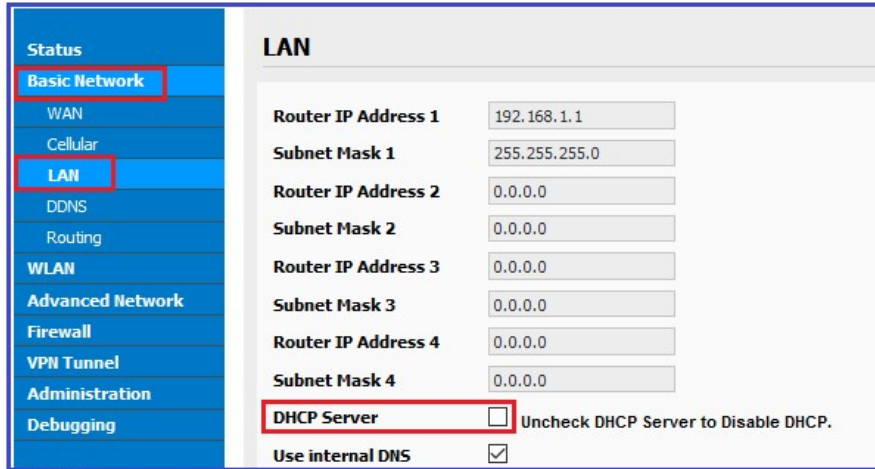 Status
Basic Network
WAN
Cellular
LAN
DDNS
Routing
WLAN
Advanced Network
Firewall
VPN Tunnel
Administration
Debugging
LAN
Router IP Address 1 192.168.1.1
Subnet Mask 1 255.255.255.0
Router IP Address 2 0.0.0.0
Subnet Mask 2 0.0.0.0
Router IP Address 3 0.0.0.0
Subnet Mask 3 0.0.0.0
Router IP Address 4 0.0.0.0
Subnet Mask 4 0.0.0.0
DHCP Server Uncheck DHCP Server to Disable DHCP.
Use internal DNS